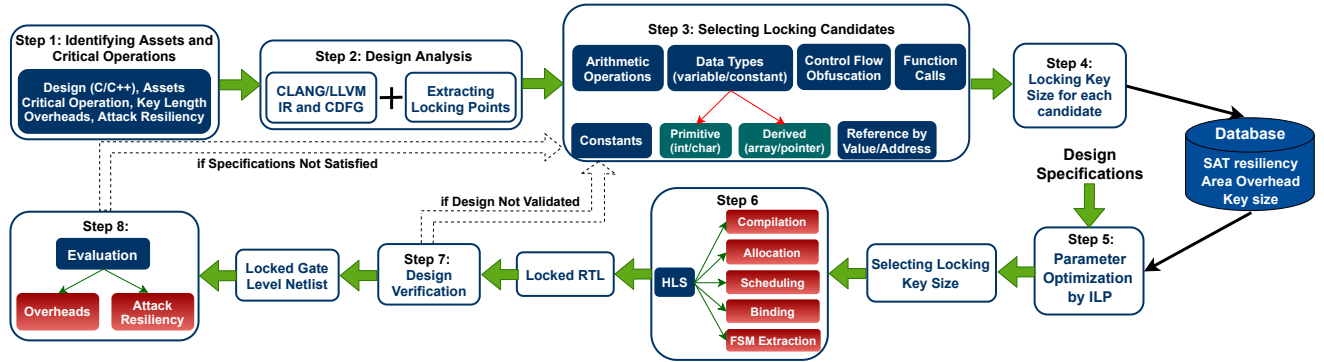 Step 1: Identifying Assets and
Critical Operations
Design (C/C++), Assets
Critical Operation, Key Length
Overheads, Attack Resiliency
Step 2: Design Analysis
CLANG/LLVM
IR and CDFG
Extracting
Locking Points
Step 3: Selecting Locking Candidates
Arithmetic
Operations
Data Types
(variable/constant)
Control Flow
Obfuscation
Function
Calls
Constants
Primitive
(int/char)
Derived
(array/pointer)
Reference by
Value/Address
Step 4:
Locking Key
Size for each
candidate
Database
SAT resiliency
Area Overhead
Key size
Design
Specifications
Step 5:
Parameter
Optimization
by ILP
Selecting Locking
Key Size
Step 6
HLS
Compilation
Allocation
Scheduling
Binding
FSM Extraction
Locked RTL
Step 7:
Design
Verification
if Design Not Validated
Locked Gate
Level Netlist
Step 8:
Evaluation
Overheads
Attack
Resiliency
if Specifications Not Satisfied